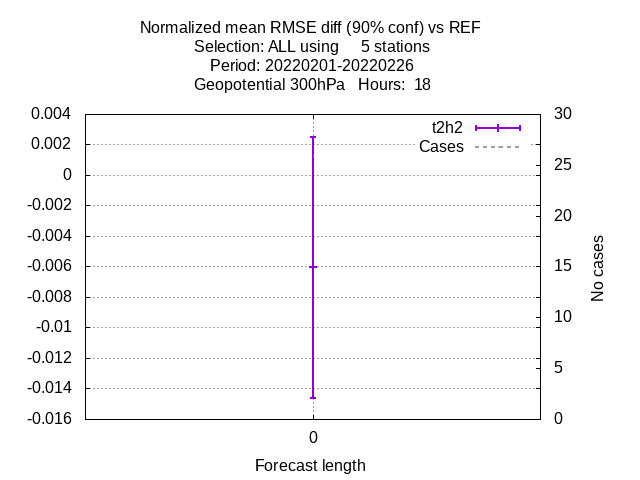 Normalized mean RMSE diff (90% conf) vs REF
Selection: ALL using     5 stations
Period: 20220201-20220226
Geopotential 300hPa   Hours:  18
0.004
0.002
0
-0.002
-0.004
-0.006
-0.008
-0.01
-0.012
-0.014
-0.016
t2h2
Cases
30
25
20
15
10
5
0
No cases
0
Forecast length